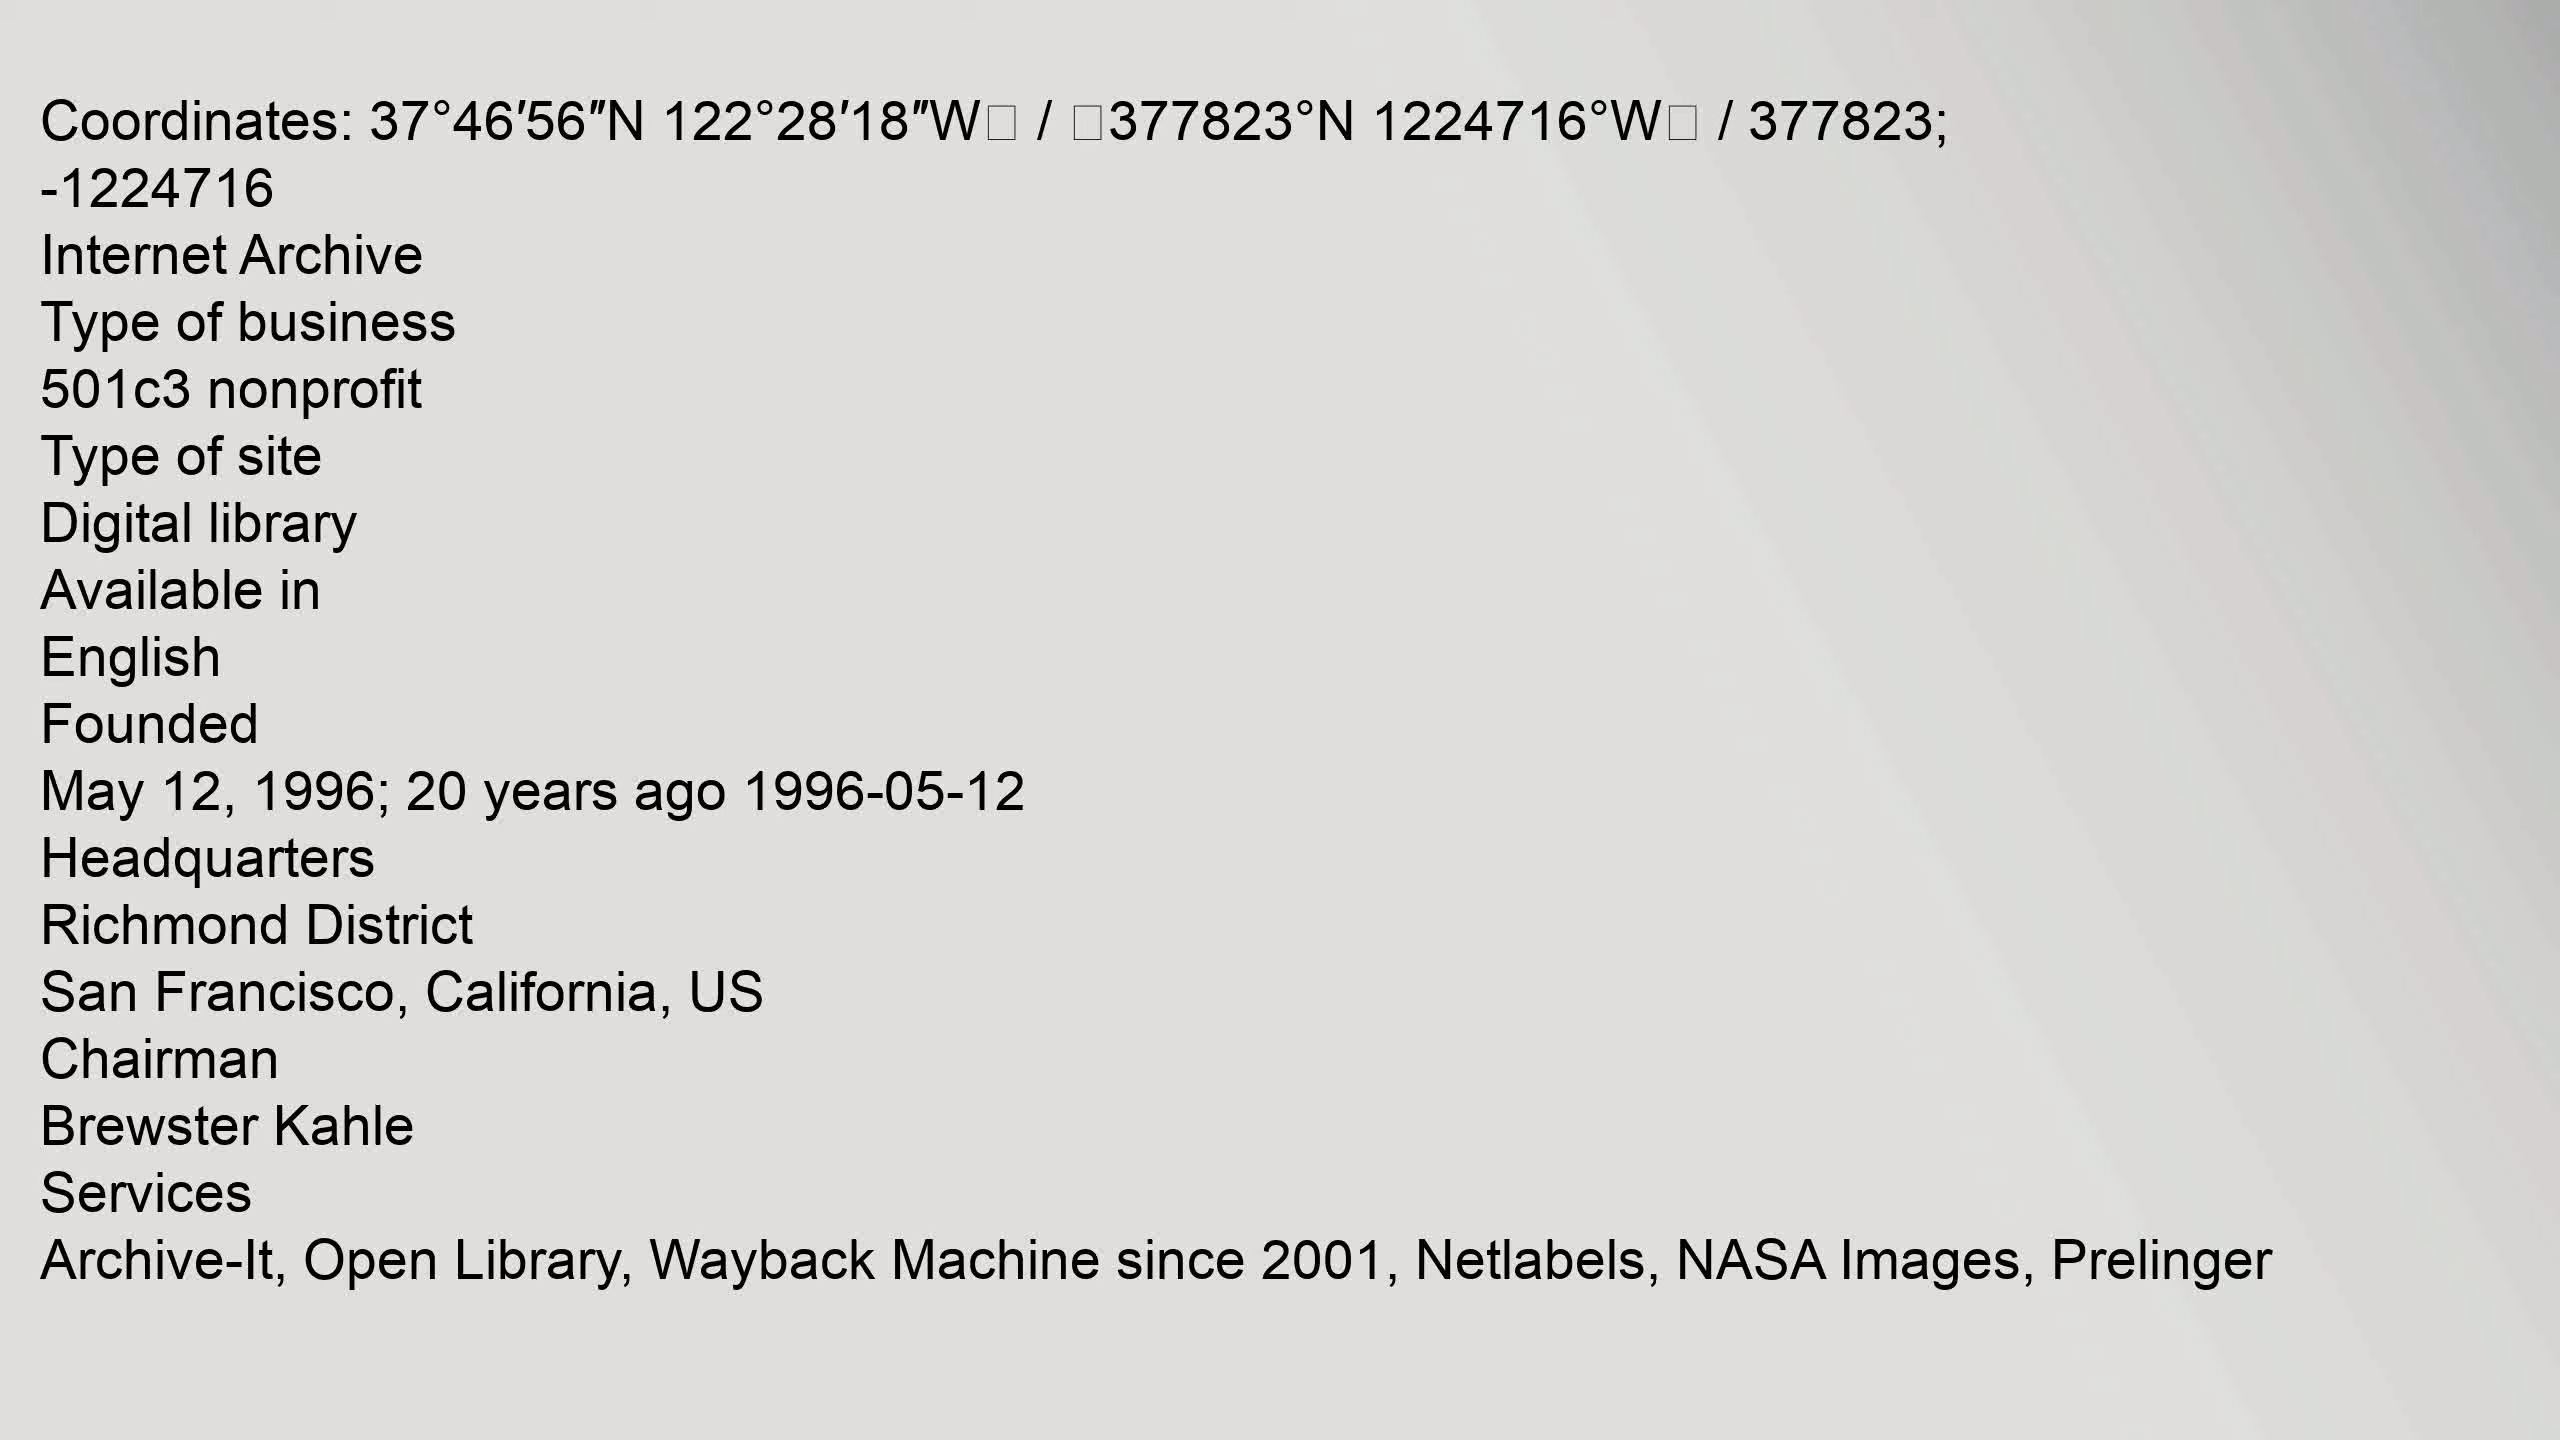 Coordinates: 37°46′56″N 122°28′18″W□ / □377823°N 1224716°W□ / 377823;
-1224716
Internet Archive
Type of business
501c3 nonprofit
Type of site
Digital library
Available in
English
Founded
May 12, 1996; 20 years ago 1996-05-12
Headquarters
Richmond District
San Francisco, California, US
Chairman
Brewster Kahle
Services
Archive-It, Open Library, Wayback Machine since 2001, Netlabels, NASA Images, Prelinger